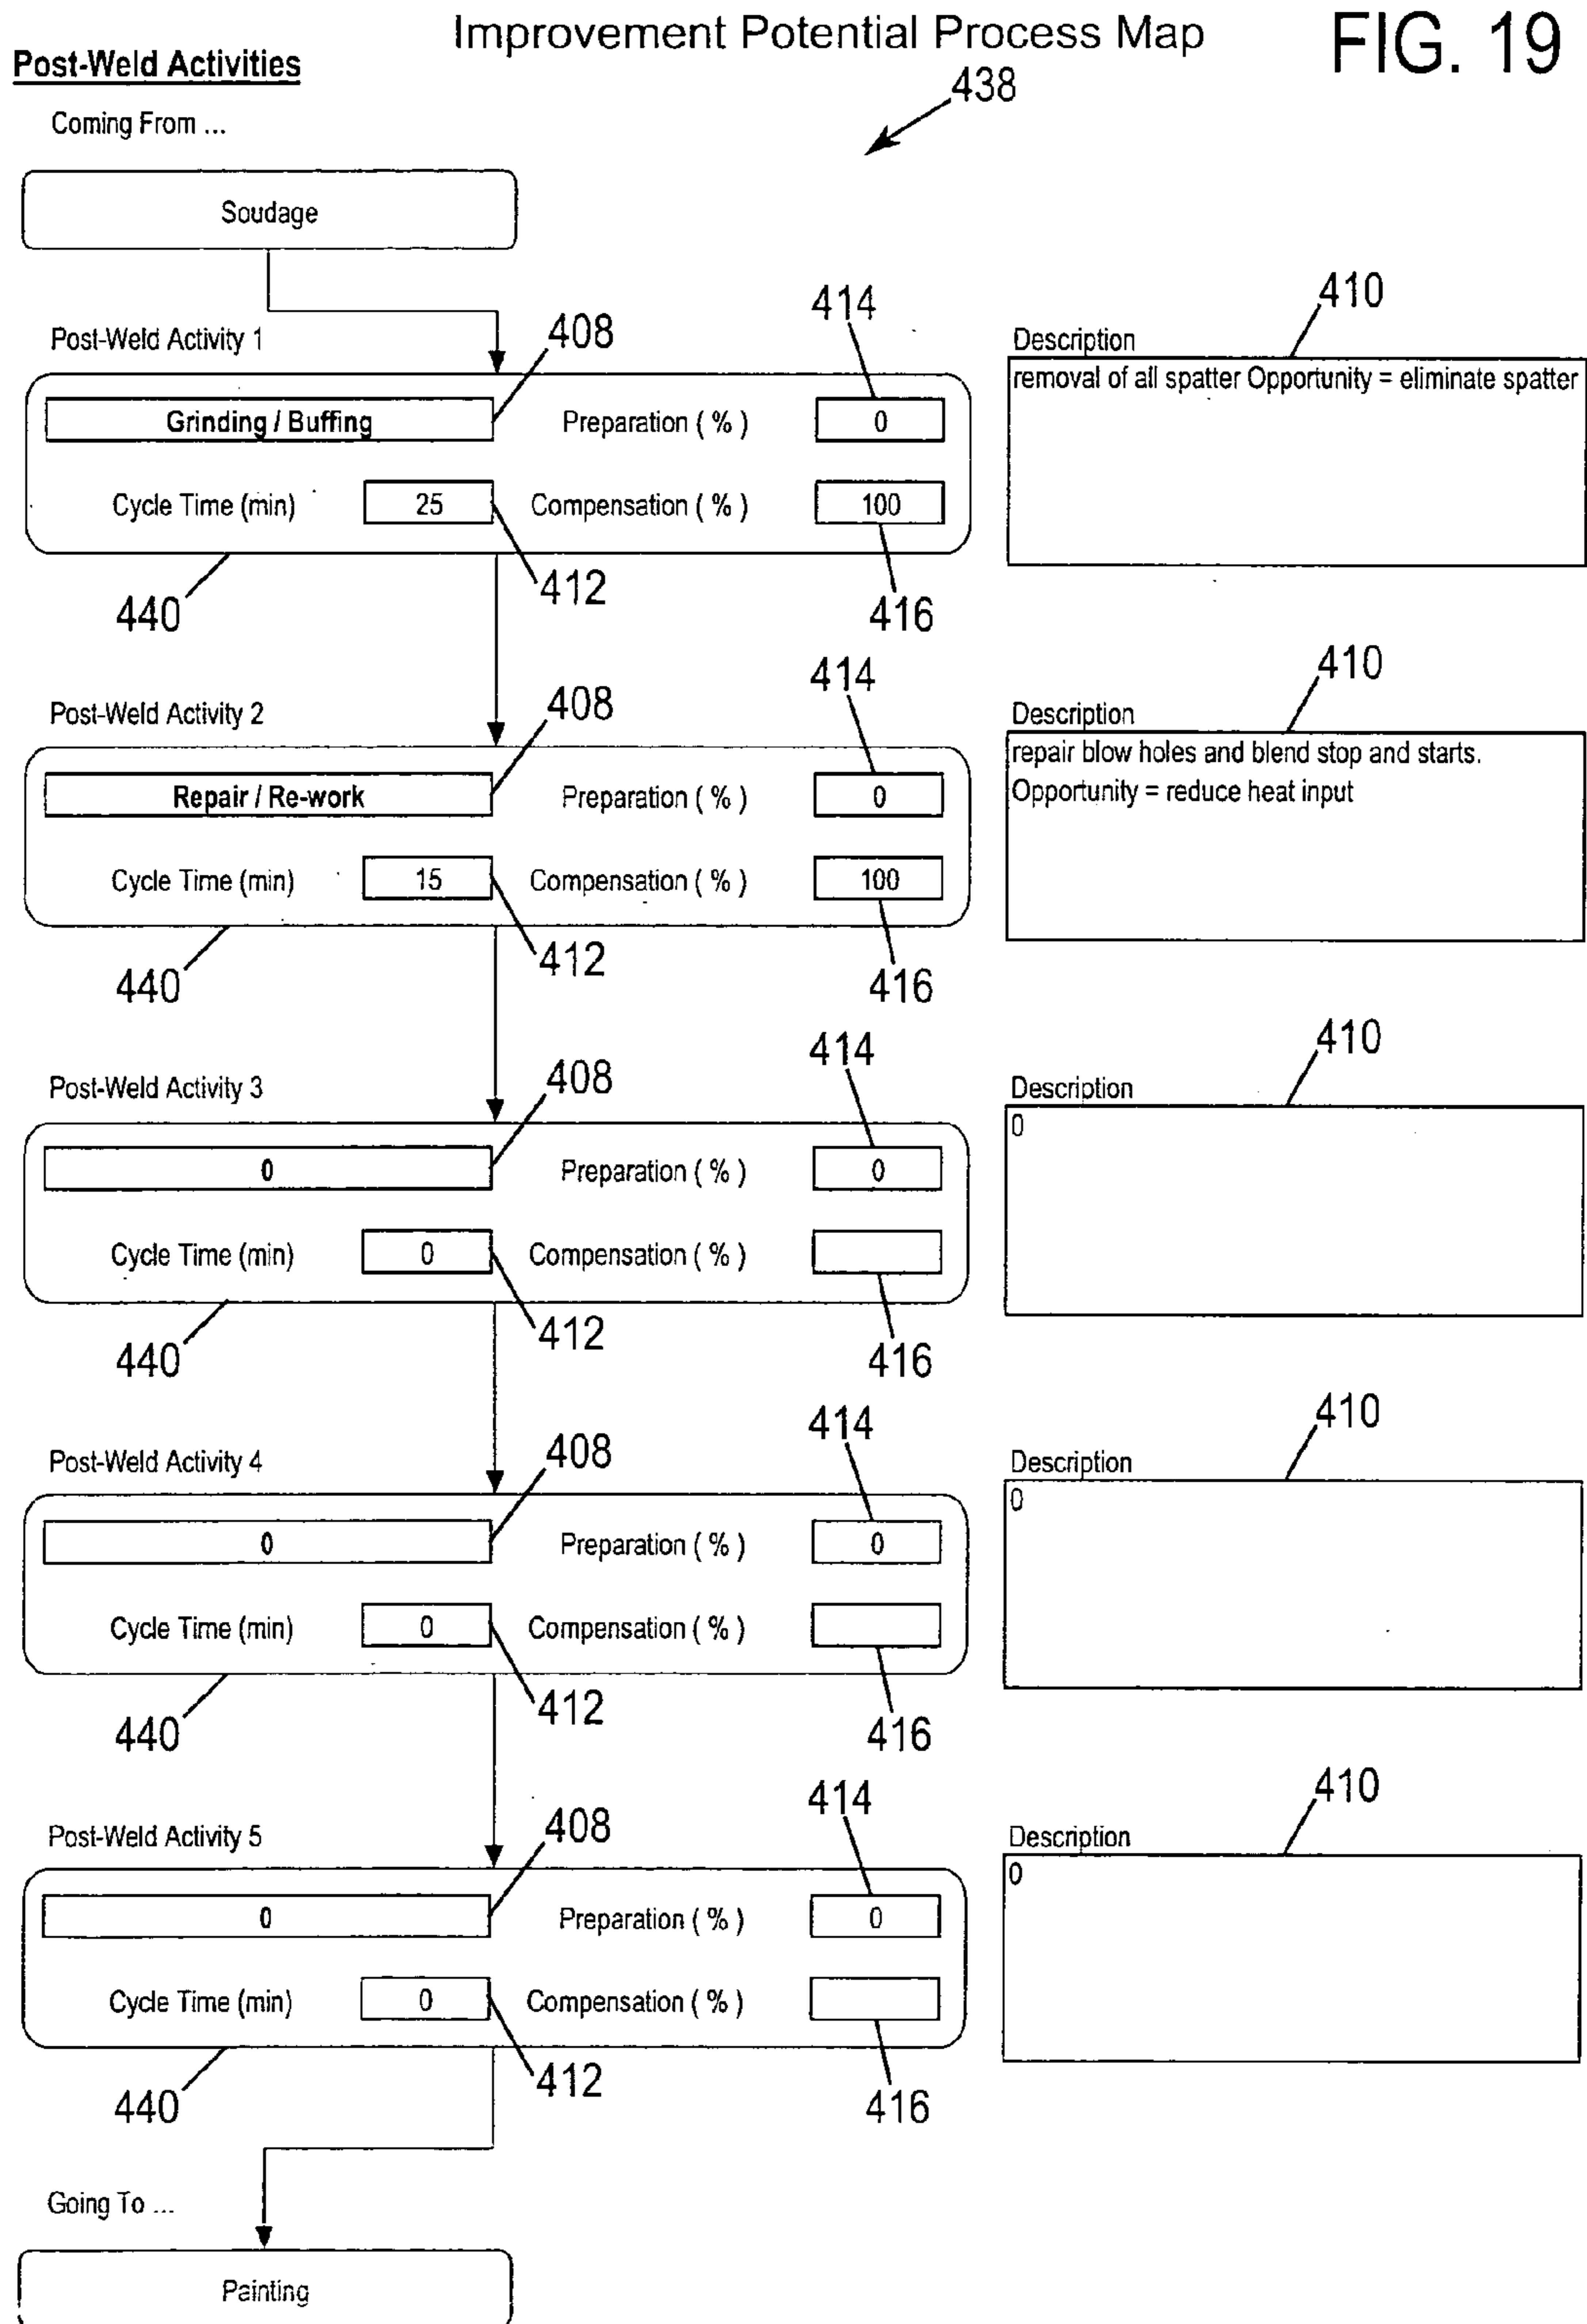 Improvement Potential Process Map
FIG. 19
Post-Weld Activities
438
Coming From ...
Soudage
Post-Weld Activity 1
408
414
410
Description
Grinding / Buffing
Preparation ( % )
0
removal of all spatter Opportunity = eliminate spatter
Cycle Time (min)
25
Compensation ( % )
100
440
412
416
Post-Weld Activity 2
408
414
410
Description
Repair / Re-work
Preparation ( % )
0
repair blow holes and blend stop and starts.
Opportunity = reduce heat input
Cycle Time (min)
15
Compensation ( % )
100
440
412
416
Post-Weld Activity 3
408
414
410
Description
0
Preparation ( % )
0
0
Cycle Time (min)
0
Compensation ( % )
440
412
416
Post-Weld Activity 4
408
414
410
Description
0
Preparation ( % )
0
0
Cycle Time (min)
0
Compensation ( % )
440
412
416
Post-Weld Activity 5
408
414
410
Description
0
Preparation ( % )
0
0
Cycle Time (min)
0
Compensation ( % )
440
412
416
Going To ...
Painting